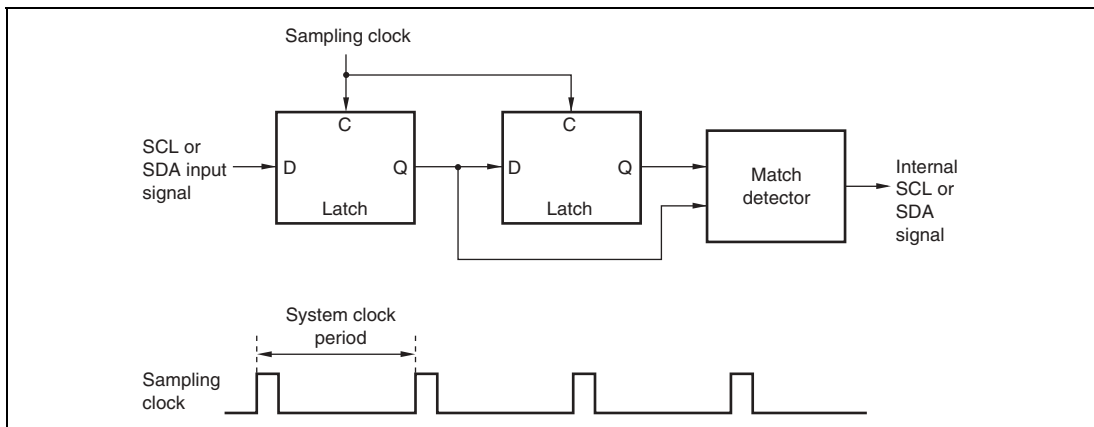 Sampling clock
SCL or
SDA input
signal
C
D
Q
Latch
C
D
Q
Latch
Match
detector
Internal
SCL or
SDA
signal
System clock
period
Sampling
clock